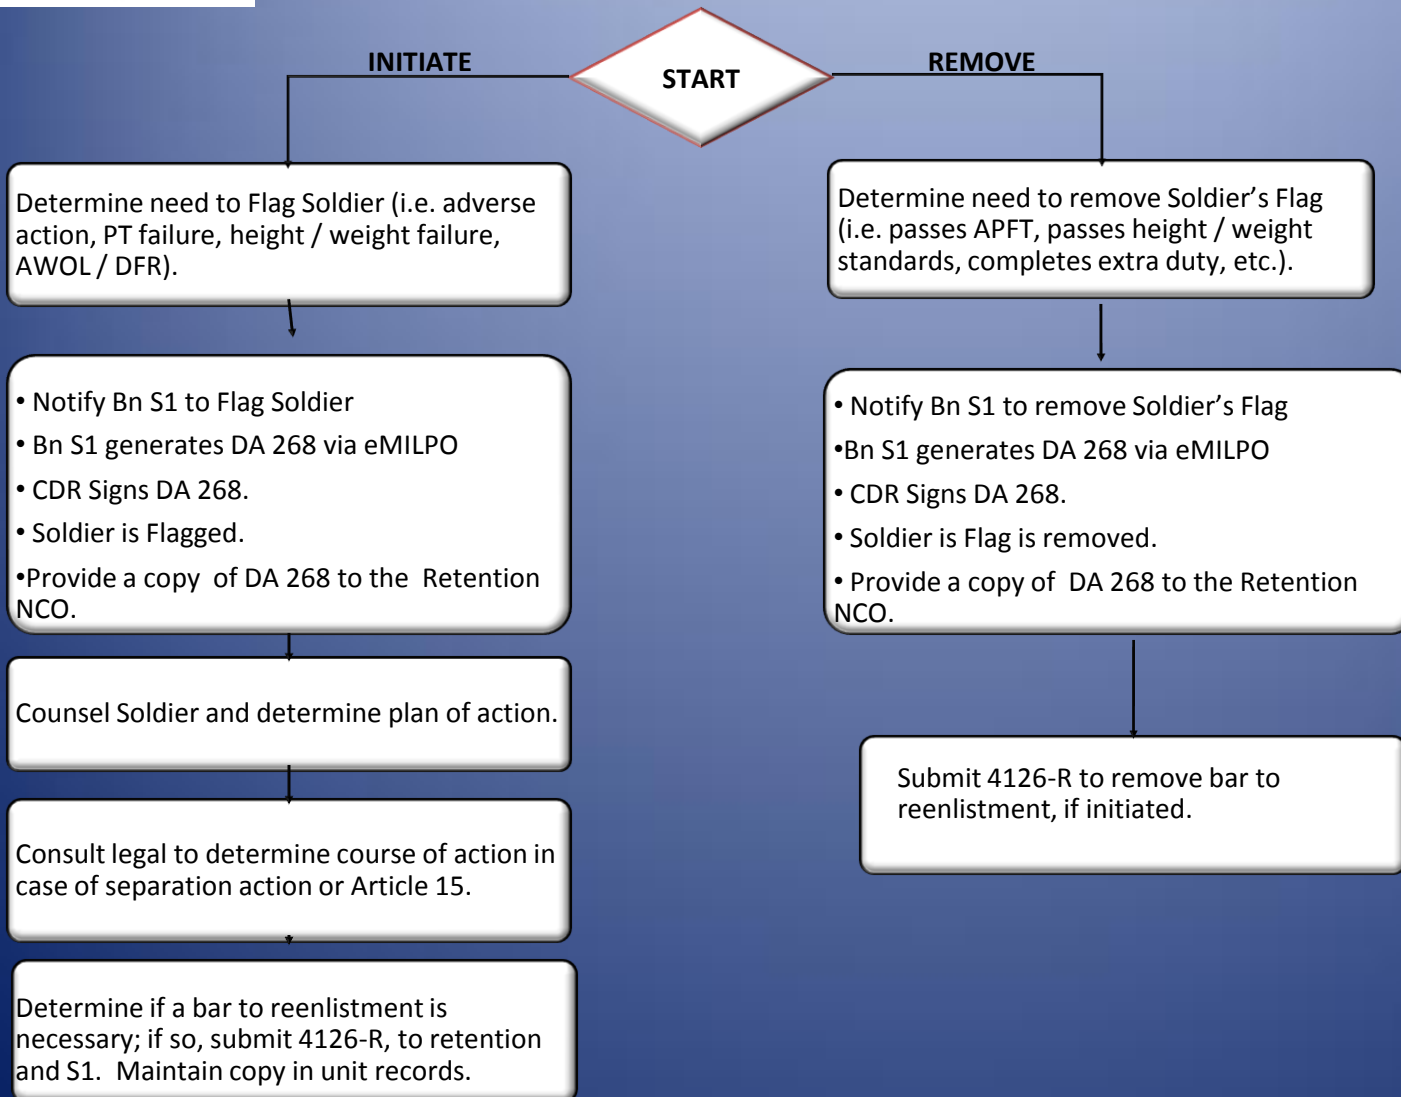 INITIATE
START
REMOVE
Determine need to Flag Soldier (i.e. adverse
action, PT failure, height / weight failure,
AWOL / DFR).
• Notify Bn S1 to Flag Soldier
• Bn S1 generates DA 268 via eMILPO
• CDR Signs DA 268.
• Soldier is Flagged.
•Provide a copy of DA 268 to the Retention
NCO.
Counsel Soldier and determine plan of action.
Consult legal to determine course of action in
case of separation action or Article 15.
Determine if a bar to reenlistment is
necessary; if so, submit 4126-R, to retention
and S1. Maintain copy in unit records.
Determine need to remove Soldier’s Flag
(i.e. passes APFT, passes height / weight
standards, completes extra duty, etc.).
• Notify Bn S1 to remove Soldier’s Flag
•Bn S1 generates DA 268 via eMILPO
• CDR Signs DA 268.
• Soldier is Flag is removed.
• Provide a copy of DA 268 to the Retention
NCO.
Submit 4126-R to remove bar to
reenlistment, if initiated.